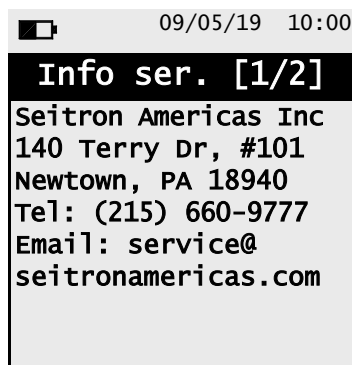 09/05/19 10:00
Info ser. [1/2]
Seitron Americas Inc
140 Terry Dr, #101
Newtown, PA 18940
Tel: (215) 660-9777
Email: service@
seitronamericas.com